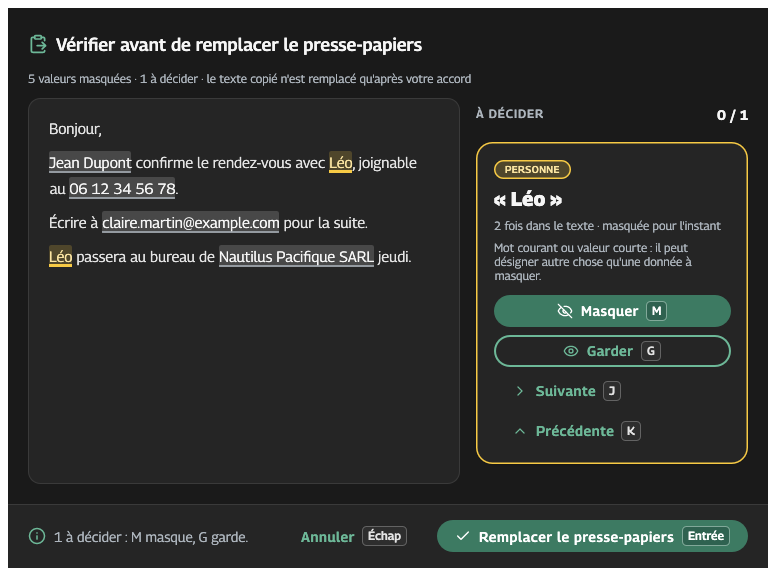 Vérifier avant de remplacer le presse-papiers
5 valeurs masquées · 1 à décider · le texte copié n'est remplacé qu'après votre accord
Bonjour,
Jean Dupont confirme le rendez-vous avec Léo, joignable
au 06 12 34 56 78.
Écrire à claire.martin@example.com pour la suite.
Léo passera au bureau de Nautilus Pacifique SARL jeudi.
À DÉCIDER
0 / 1
PERSONNE
« Léo »
2 fois dans le texte · masquée pour l'instant
Mot courant ou valeur courte : il peut
désigner autre chose qu'une donnée à
masquer.
Masquer M
Garder G
Suivante J
Précédente K
1 à décider : M masque, G garde.
Annuler Échap
Remplacer le presse-papiers Entrée